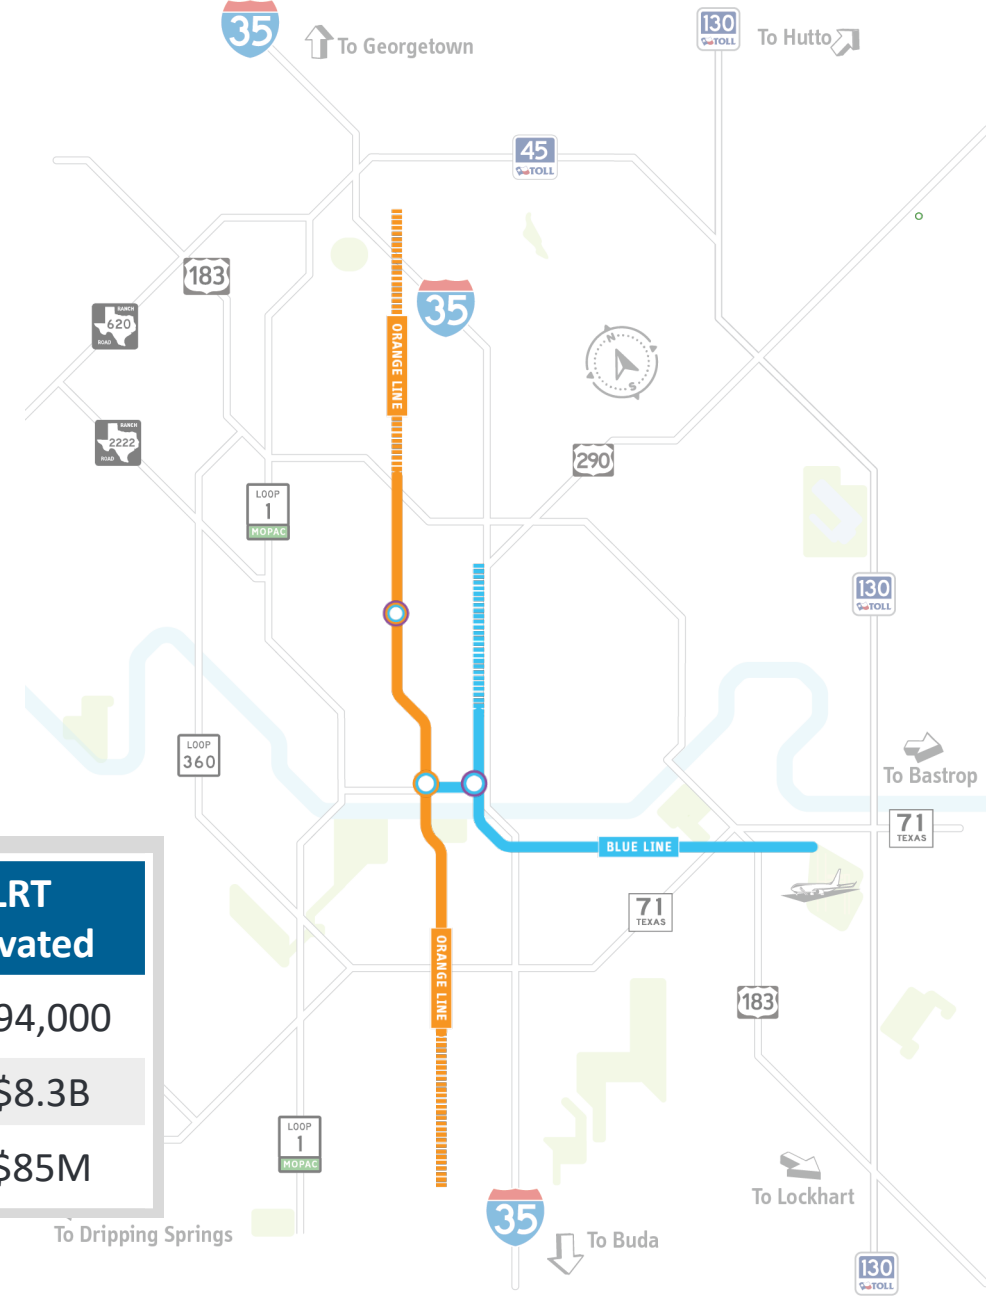 35
To Georgetown
130
TOLL
To Hutto
45
TOLL
183
35
RANCH
620
ROAD
ORANGE LINE
N
S
RANCH
2222
ROAD
290
LOOP
1
MOPAC
130
TOLL
LOOP
360
To Bastrop
71
TEXAS
BLUE LINE
71
TEXAS
ORANGE LINE
LRT
vated
94,000
$8.3B
$85M
183
LOOP
1
MOPAC
To Lockhart
35
To Dripping Springs
To Buda
130
TOLL